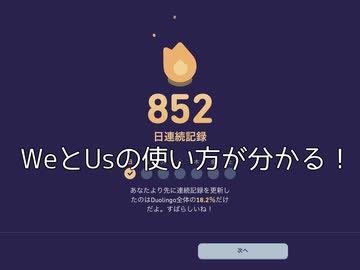 852
日連続記録
WeとUsの使い方が分かる！
あなたより先に連続記録を更新し
たのはDuolingo全体の18.2%だけ
だよ。すばらしいね！
次へ